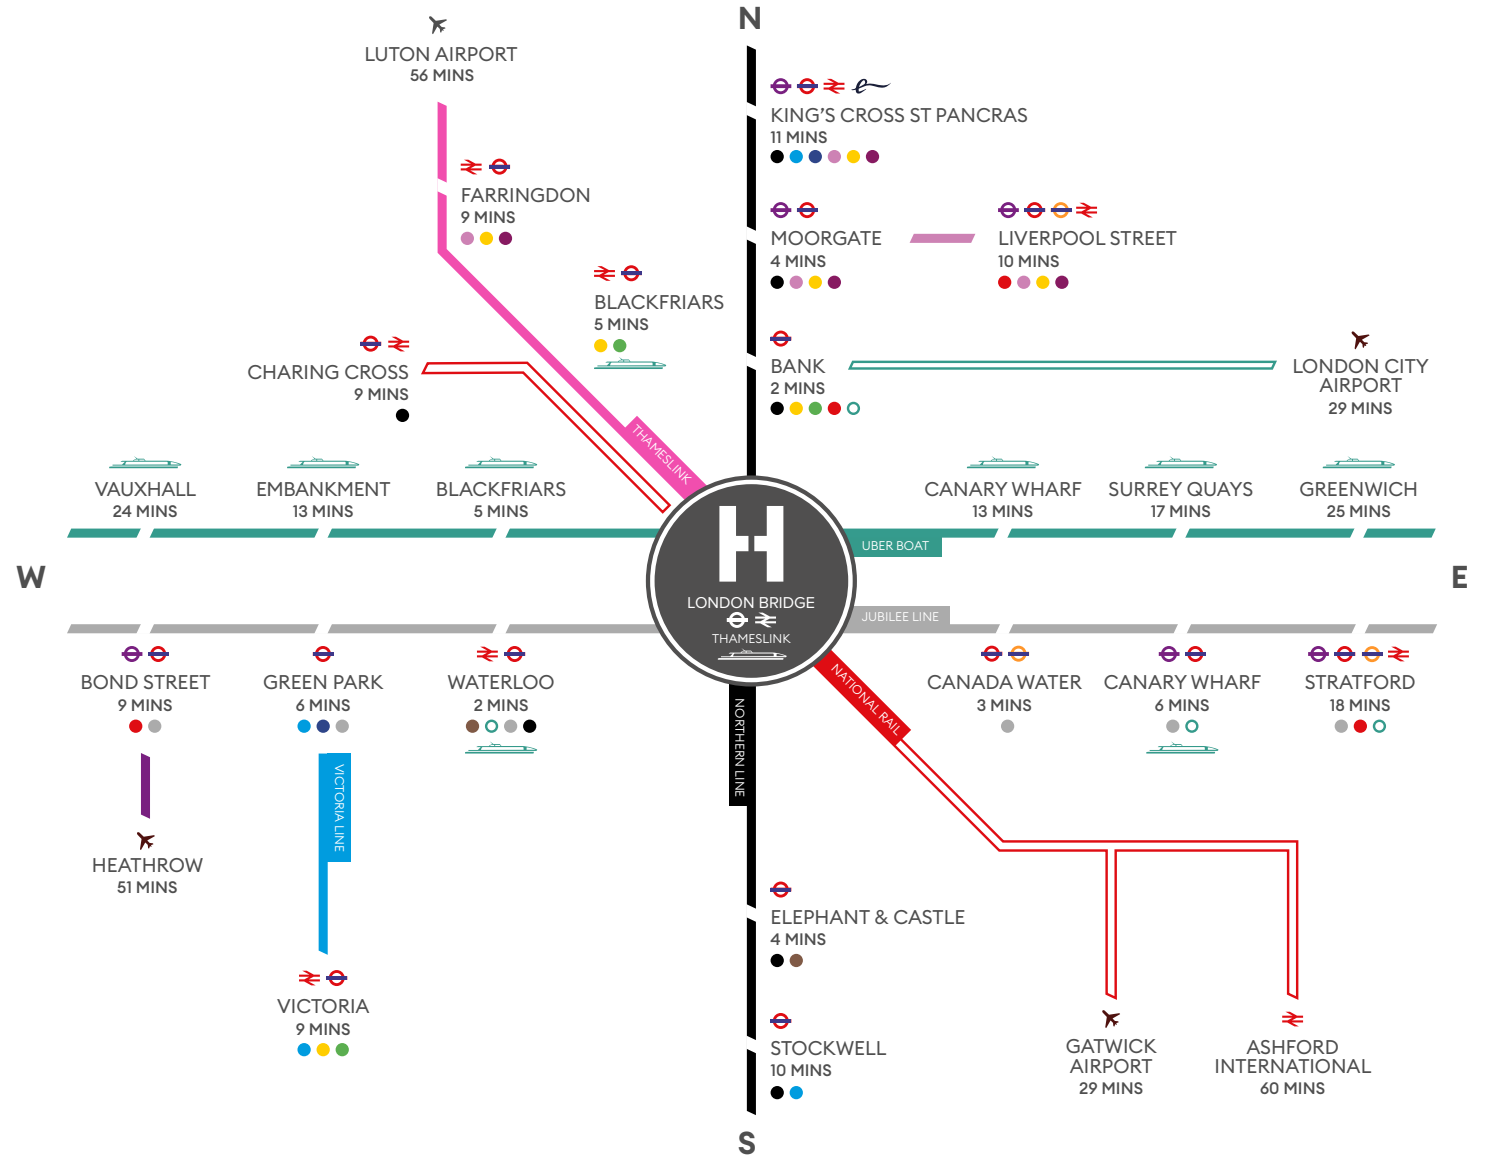 N
LUTON AIRPORT
56 MINS
KING'S CROSS ST PANCRAS
11 MINS
FARRINGDON
9 MINS
MOORGATE
4 MINS
LIVERPOOL STREET
10 MINS
BLACKFRIARS
5 MINS
CHARING CROSS
9 MINS
BANK
2 MINS
LONDON CITY
AIRPORT
29 MINS
THAMESLINK
VAUXHALL
24 MINS
EMBANKMENT
13 MINS
BLACKFRIARS
5 MINS
CANARY WHARF
13 MINS
SURREY QUAYS
17 MINS
GREENWICH
25 MINS
UBER BOAT
W
E
H
LONDON BRIDGE
THAMESLINK
JUBILEE LINE
BOND STREET
9 MINS
GREEN PARK
6 MINS
WATERLOO
2 MINS
NATIONAL RAIL
CANADA WATER
3 MINS
CANARY WHARF
6 MINS
STRATFORD
18 MINS
NORTHERN LINE
VICTORIA LINE
HEATHROW
51 MINS
ELEPHANT & CASTLE
4 MINS
VICTORIA
9 MINS
STOCKWELL
10 MINS
GATWICK
AIRPORT
29 MINS
ASHFORD
INTERNATIONAL
60 MINS
S